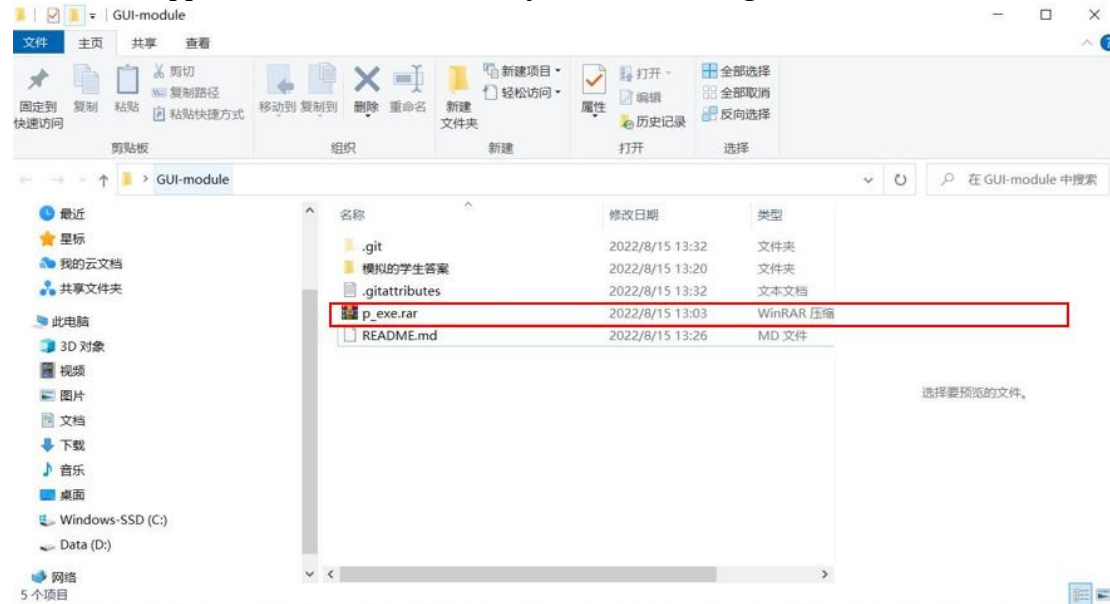 GUI-module
文件 主页 共享 查看
固定到快速访问
复制
粘贴
剪切
复制路径
粘贴快捷方式
剪贴板
移动到 复制到 删除 重命名
组织
新建文件夹
新建项目
轻松访问
新建
属性
打开
编辑
历史记录
打开
全部选择
全部取消
反向选择
选择
GUI-module
在 GUI-module 中搜索
最近
星标
我的云文档
共享文件夹
此电脑
3D 对象
视频
图片
文档
下载
音乐
桌面
Windows-SSD (C:)
Data (D:)
网络
名称 修改日期 类型
.git 2022/8/15 13:32 文件夹
模拟的学生答案 2022/8/15 13:20 文件夹
.gitattributes 2022/8/15 13:32 文本文档
p_exe.rar 2022/8/15 13:03 WinRAR 压缩
README.md 2022/8/15 13:26 MD 文件
选择要预览的文件。
5 个项目